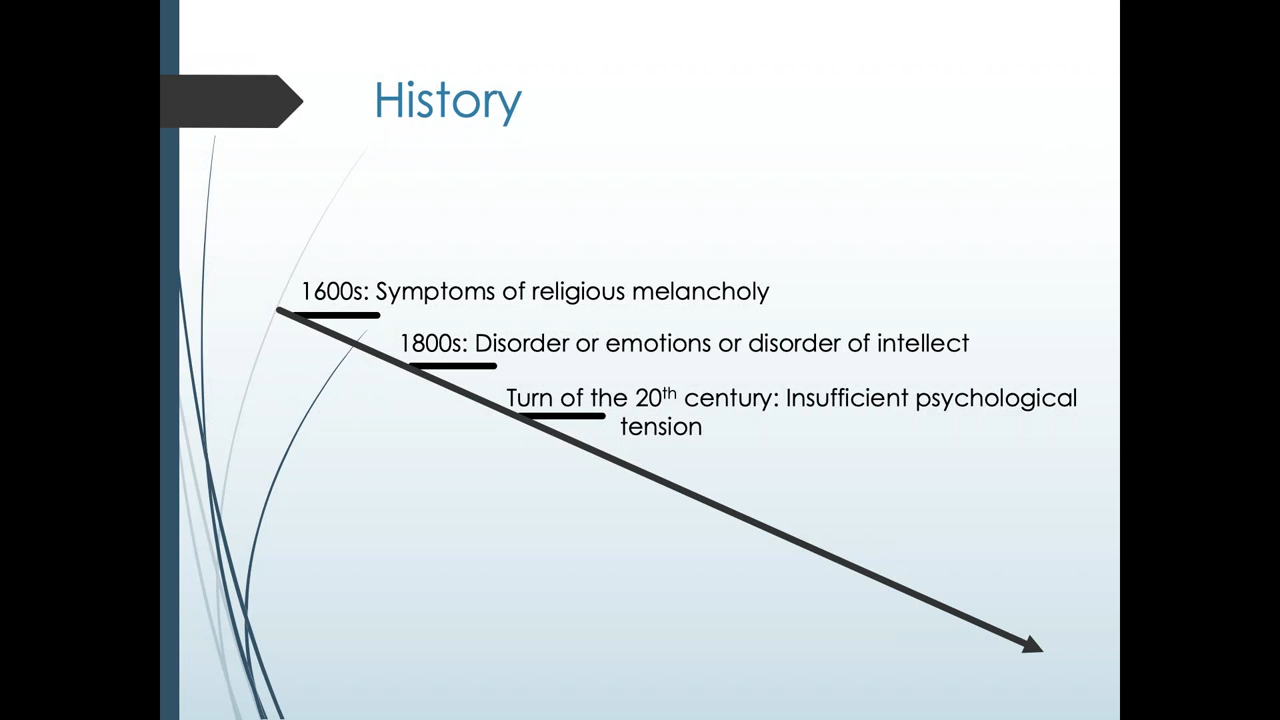 History
1600s: Symptoms of religious melancholy
1800s: Disorder or emotions or disorder of intellect
Turn of the 20th century: Insufficient psychological
tension